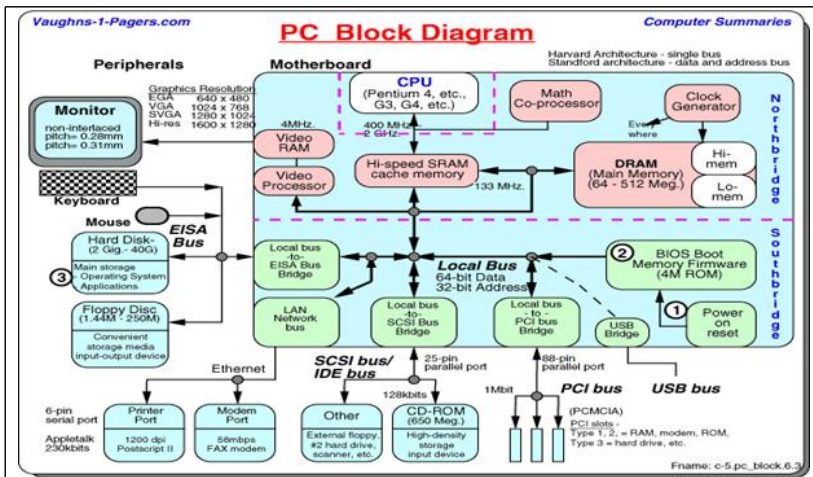 Vaughns-1-Pagers.com
PC Block Diagram
Computer Summaries
Harvard Architecture - single bus
Standford architecture - data and address bus
Peripherals
Motherboard
Graphics Resolution
EGA 640 x 480
VGA 1024 x 768
SVGA 1280 x 1024
Hi-res 1600 x 1280
Monitor
non-interlaced
pitch= 0.28mm
pitch= 0.31mm
CPU
(Pentium 4, etc.,
G3, G4, etc.)
Math
Co-processor
Clock
Generator
4MHz.
400 MHz -
2 GHz
Every
where
Video
RAM
Video
Processor
Hi-speed SRAM
cache memory
133 MHz.
DRAM
(Main Memory)
(64 - 512 Meg.)
Hi-
mem
Lo-
mem
Northbridge
Keyboard
Mouse
EISA
Bus
Hard Disk-
(2 Gig.- 40G)
3
Main storage
- Operating System
Applications
Floppy Disc
(1.44M - 250M)
Convenient
storage media
input-output device
Local bus
-to-
EISA Bus
Bridge
Local Bus
64-bit Data
32-bit Address
2
BIOS Boot
Memory Firmware
(4M ROM)
1
Power
on
reset
Southbridge
LAN
Network
bus
Local bus
-to-
SCSI Bus
Bridge
Local bus
- to -
PCI bus
Bridge
USB
Bridge
Ethernet
SCSI bus/
IDE bus
25-pin
parallel port
88-pin
parallel port
128kbits
1Mbit
PCI bus
USB bus
6-pin
serial port
Appletalk
230kbits
Printer
Port
1200 dpi
Postscript II
Modem
Port
56mbps
FAX modem
Other
External floppy,
#2 hard drive,
scanner, etc.
CD-ROM
(650 Meg.)
High-density
storage
input device
(PCMCIA)
PCI slots -
Type 1, 2, = RAM, modem, ROM,
Type 3 = hard drive, etc.
Fname: c-5.pc_block.6.3